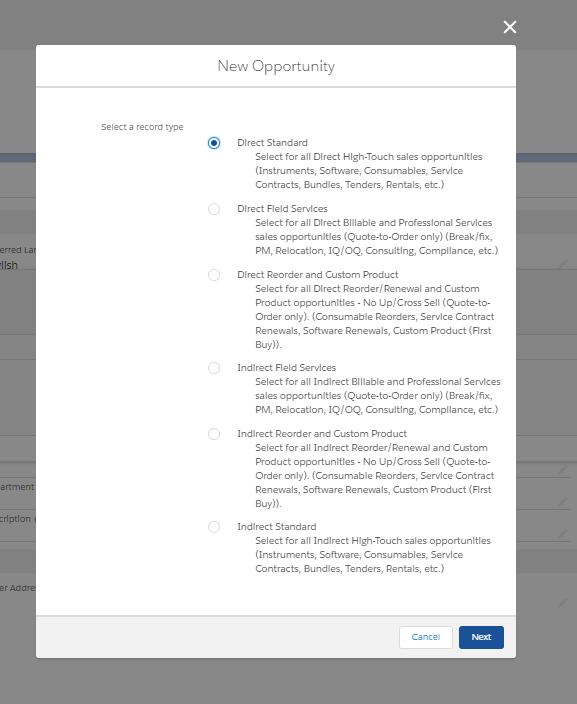 New Opportunity
Select a record type
Direct Standard
Select for all Direct High-Touch sales opportunities
(Instruments, Software, Consumables, Service
Contracts, Bundles, Tenders, Rentals, etc.)
Direct Field Services
Select for all Direct Billable and Professional Services
sales opportunities (Quote-to-Order only) (Break/fix,
PM, Relocation, IQ/OQ, Consulting, Compliance, etc.)
Direct Reorder and Custom Product
Select for all Direct Reorder/Renewal and Custom
Product opportunities - No Up/Cross Sell (Quote-to-
Order only). (Consumable Reorders, Service Contract
Renewals, Software Renewals, Custom Product (First
Buy)).
Indirect Field Services
Select for all Indirect Billable and Professional Services
sales opportunities (Quote-to-Order only) (Break/fix,
PM, Relocation, IQ/OQ, Consulting, Compliance, etc.)
Indirect Reorder and Custom Product
Select for all Indirect Reorder/Renewal and Custom
Product opportunities - No Up/Cross Sell (Quote-to-
Order only). (Consumable Reorders, Service Contract
Renewals, Software Renewals, Custom Product (First
Buy)).
Indirect Standard
Select for all Indirect High-Touch sales opportunities
(Instruments, Software, Consumables, Service
Contracts, Bundles, Tenders, Rentals, etc.)
Cancel Next
erred Lan
lish
artment
cription
er Addre